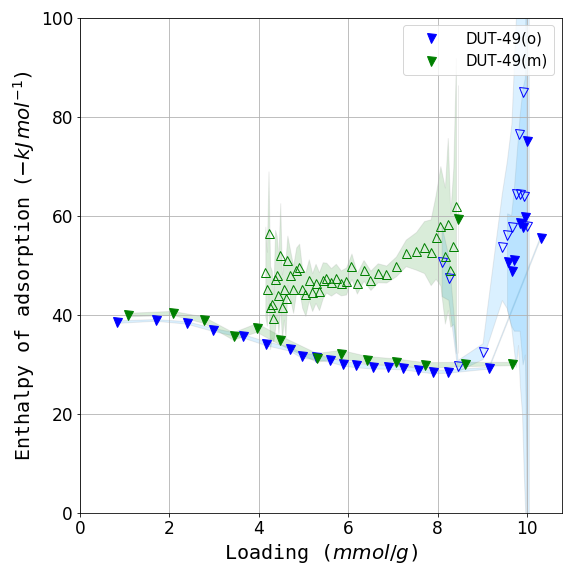 DUT-49(o)
DUT-49(m)
100
80
60
40
20
0
Enthalpy of adsorption (−kJmol⁻¹)
0 2 4 6 8 10
Loading (mmol/g)